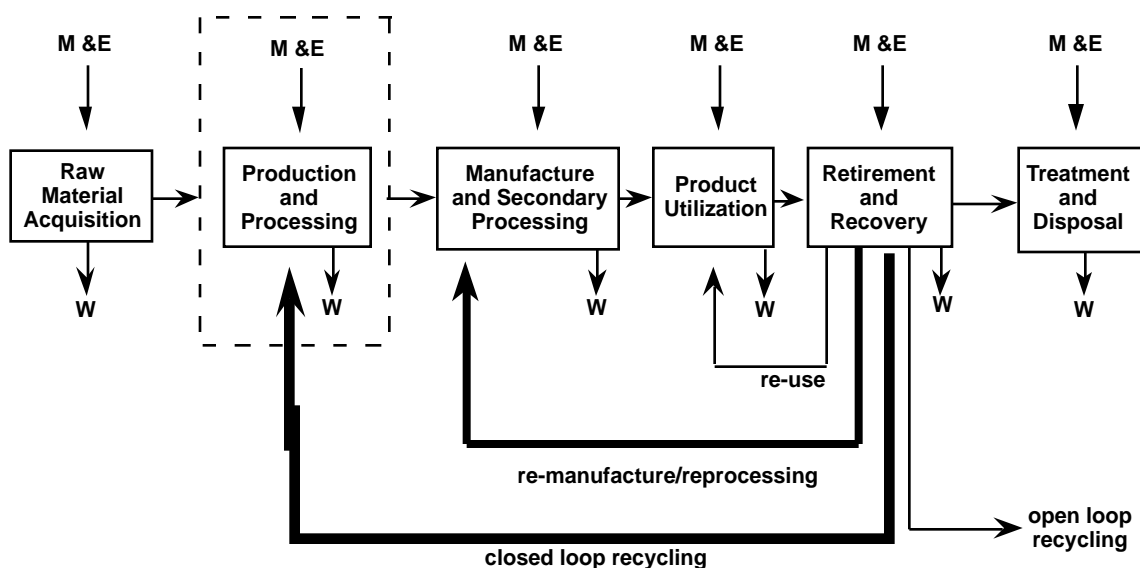 M &E
M &E
M &E
M &E
M &E
M &E
Raw
Material
Acquisition
Production
and
Processing
Manufacture
and Secondary
Processing
Product
Utilization
Retirement
and
Recovery
Treatment
and
Disposal
W
W
W
W
W
W
re-use
re-manufacture/reprocessing
closed loop recycling
open loop
recycling